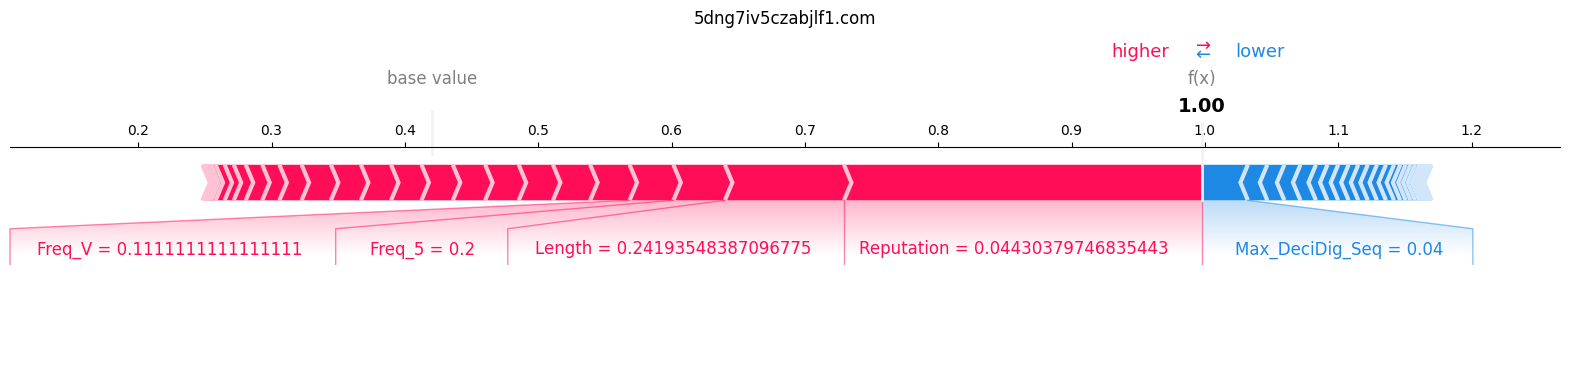 5dng7iv5czabjlf1.com
higher ⇄ lower
base value f(x)
1.00
0.2 0.3 0.4 0.5 0.6 0.7 0.8 0.9 1.0 1.1 1.2
Freq_V = 0.1111111111111111 Freq_5 = 0.2 Length = 0.24193548387096775 Reputation = 0.04430379746835443 Max_DeciDig_Seq = 0.04